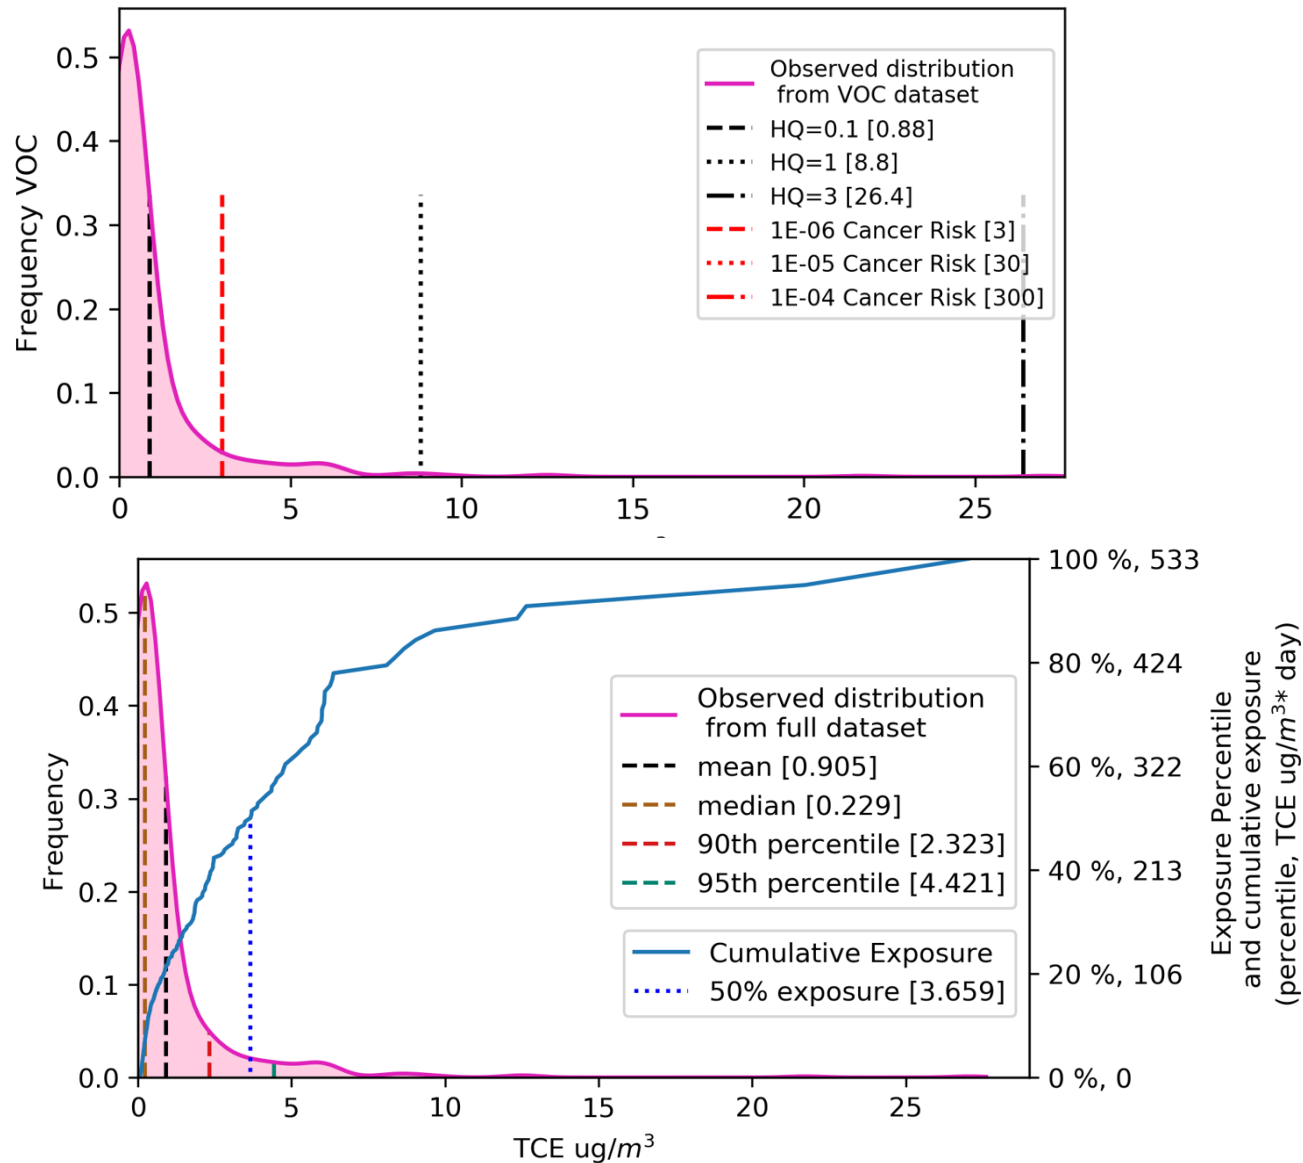 Frequency VOC
0.5
0.4
0.3
0.2
0.1
0.0
0
5
10
15
20
25
Observed distribution
from VOC dataset
HQ=0.1 [0.88]
HQ=1 [8.8]
HQ=3 [26.4]
1E-06 Cancer Risk [3]
1E-05 Cancer Risk [30]
1E-04 Cancer Risk [300]
Frequency
0.5
0.4
0.3
0.2
0.1
0.0
0
5
10
15
20
25
TCE ug/m³
Observed distribution
from full dataset
mean [0.905]
median [0.229]
90th percentile [2.323]
95th percentile [4.421]
Cumulative Exposure
50% exposure [3.659]
100 %, 533
80 %, 424
60 %, 322
40 %, 213
20 %, 106
0 %, 0
Exposure Percentile
and cumulative exposure
(percentile, TCE ug/m³* day)